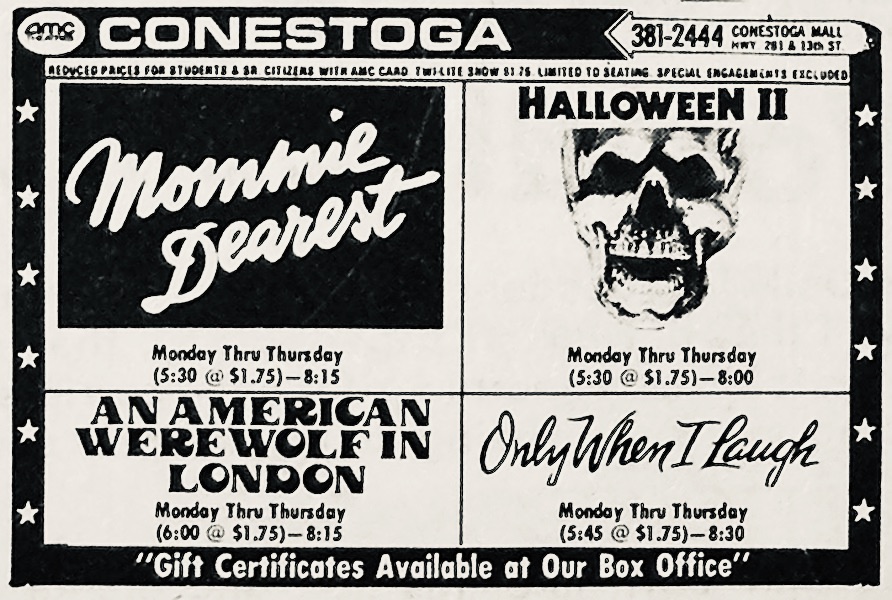 AMC THEATRES CONESTOGA
381-2444 CONESTOGA MALL
HWY 281 & 13th ST.
REDUCED PRICES FOR STUDENTS & SR. CITIZENS WITH AMC CARD. TWI-LITE SHOW $1.75. LIMITED TO SEATING. SPECIAL ENGAGEMENTS EXCLUDED
Mommie
Dearest
Monday Thru Thursday
(5:30 @ $1.75)—8:15
HALLOWEEN II
Monday Thru Thursday
(5:30 @ $1.75)—8:00
AN AMERICAN
WEREWOLF IN
LONDON
Monday Thru Thursday
(6:00 @ $1.75)—8:15
Only When I Laugh
Monday Thru Thursday
(5:45 @ $1.75)—8:30
"Gift Certificates Available at Our Box Office"